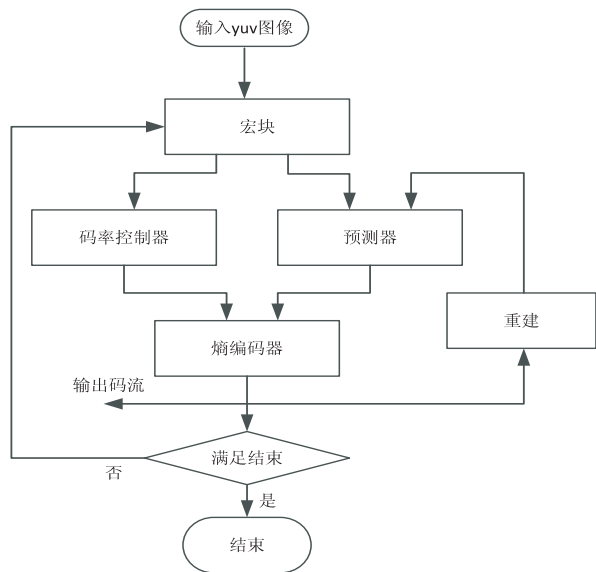 输入yuv图像
宏块
码率控制器
预测器
重建
熵编码器
输出码流
满足结束
否
是
结束